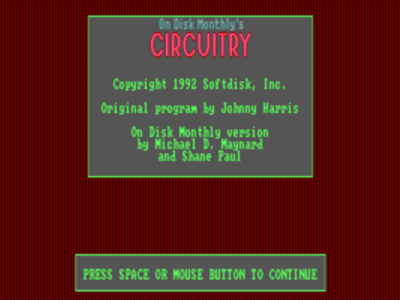 On Disk Monthly's
CIRCUITRY
Copyright 1992 Softdisk, Inc.
Original program by Johnny Harris
On Disk Monthly version
by Michael D. Maynard
and Shane Paul
PRESS SPACE OR MOUSE BUTTON TO CONTINUE